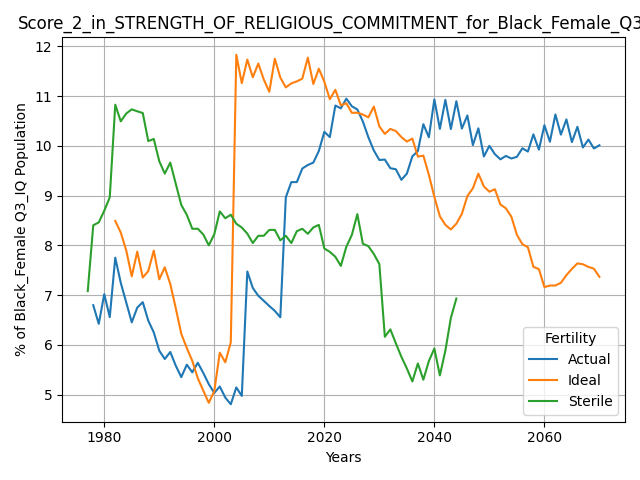 Score_2_in_STRENGTH_OF_RELIGIOUS_COMMITMENT_for_Black_Female_Q3
% of Black_Female Q3_IQ Population
12
11
10
9
8
7
6
5
1980 2000 2020 2040 2060
Years
Fertility
Actual
Ideal
Sterile